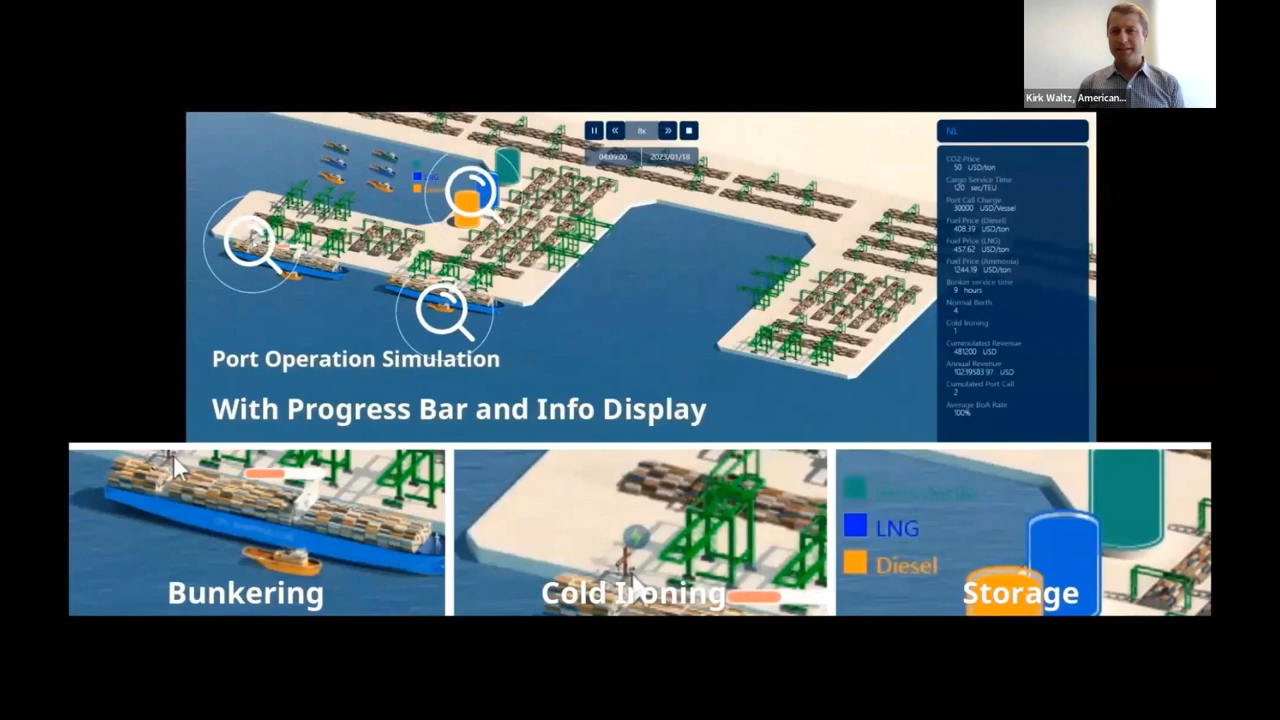 Kirk Waltz, American...
8x
04:09:00 2023/01/18
NL
CO2 Price
50 USD/ton
Cargo Service Time
120 sec/TEU
Port Call Charge
30000 USD/Vessel
Fuel Price (Diesel)
408.39 USD/ton
Fuel Price (LNG)
457.62 USD/ton
Fuel Price (Ammonia)
1244.19 USD/ton
Bunker service time
9 hours
Normal Berth
4
Cold Ironing
1
Cummulated Revenue
481200 USD
Annual Revenue
10239583.97 USD
Cumulated Port Call
2
Average BoA Rate
100%
LNG
Port Operation Simulation
With Progress Bar and Info Display
Bunkering
Cold Ironing
LNG
Diesel
Storage